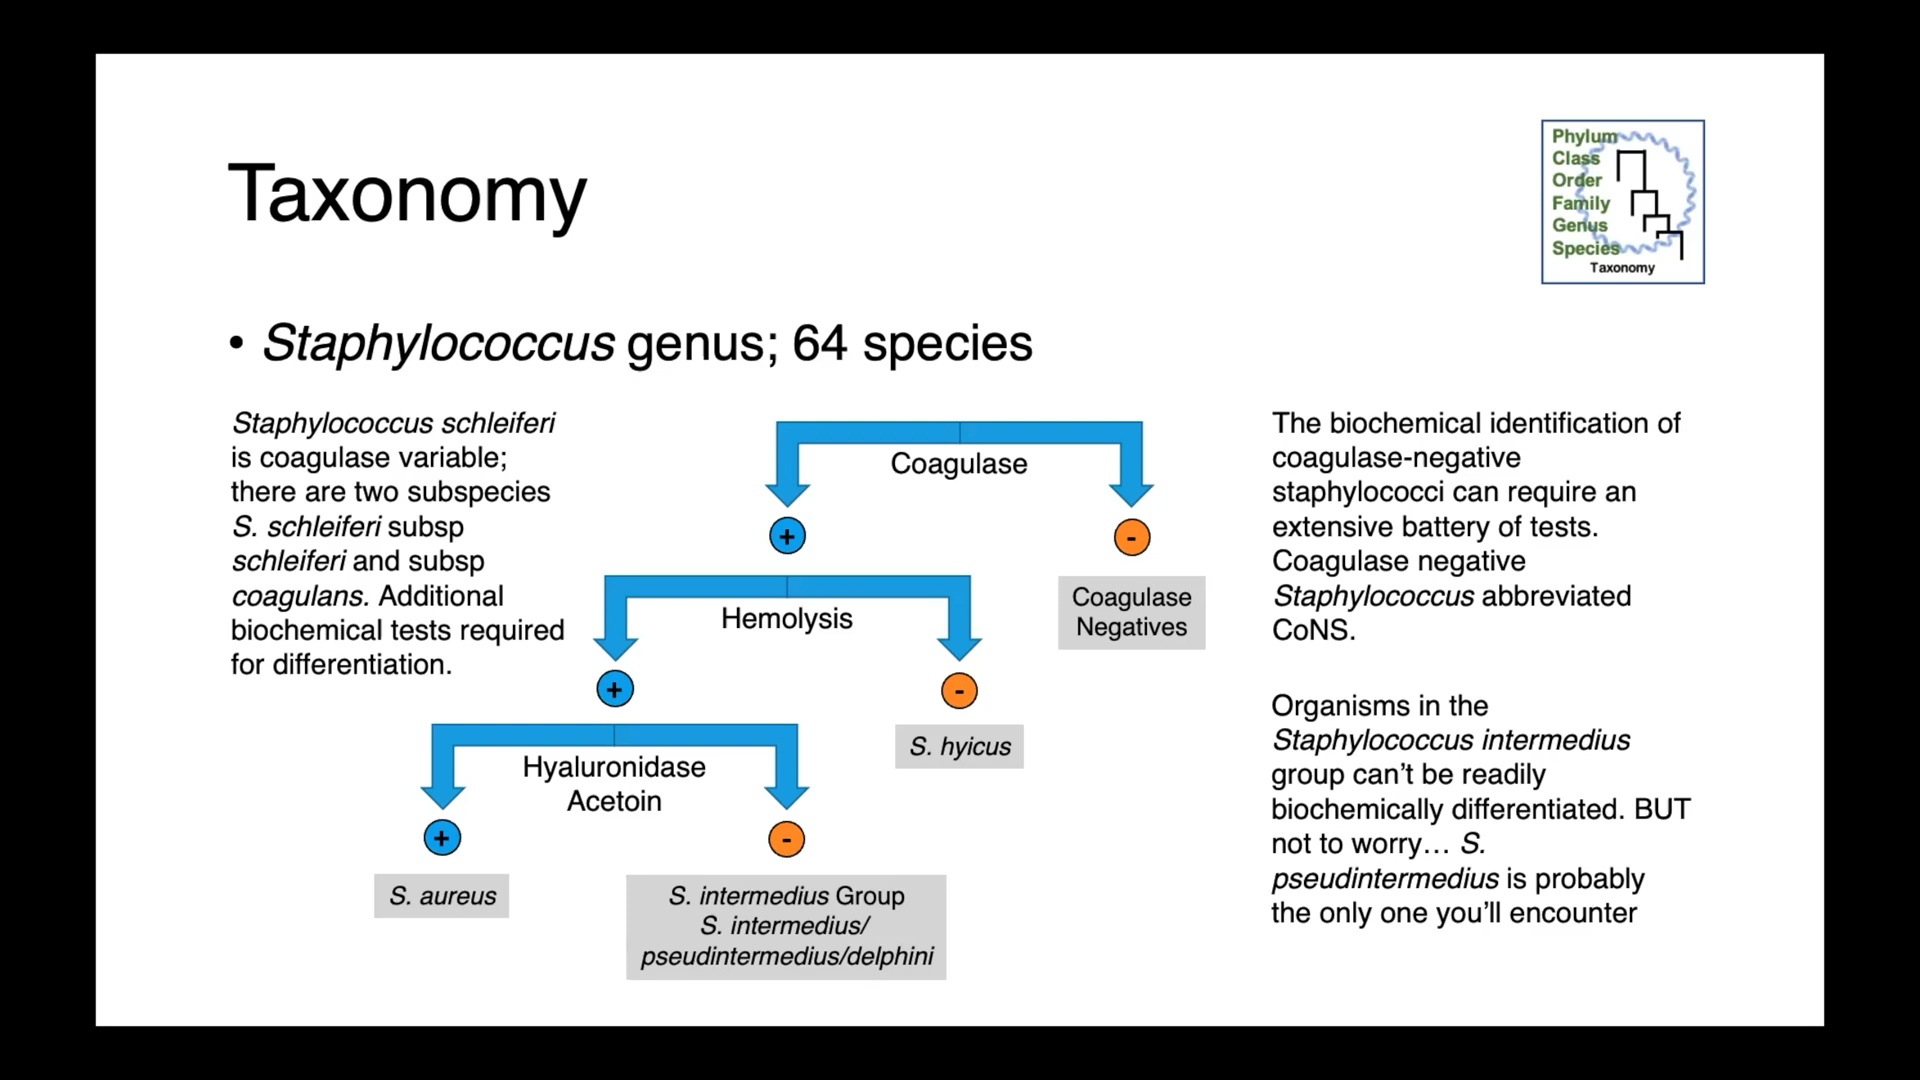 Taxonomy
Phylum
Class
Order
Family
Genus
Species
Taxonomy
• Staphylococcus genus; 64 species
Staphylococcus schleiferi
is coagulase variable;
there are two subspecies
S. schleiferi subsp
schleiferi and subsp
coagulans. Additional
biochemical tests required
for differentiation.
Coagulase
+
-
Coagulase
Negatives
Hemolysis
+
-
S. hyicus
Hyaluronidase
Acetoin
+
-
S. aureus
S. intermedius Group
S. intermedius/
pseudintermedius/delphini
The biochemical identification of
coagulase-negative
staphylococci can require an
extensive battery of tests.
Coagulase negative
Staphylococcus abbreviated
CoNS.
Organisms in the
Staphylococcus intermedius
group can’t be readily
biochemically differentiated. BUT
not to worry… S.
pseudintermedius is probably
the only one you’ll encounter